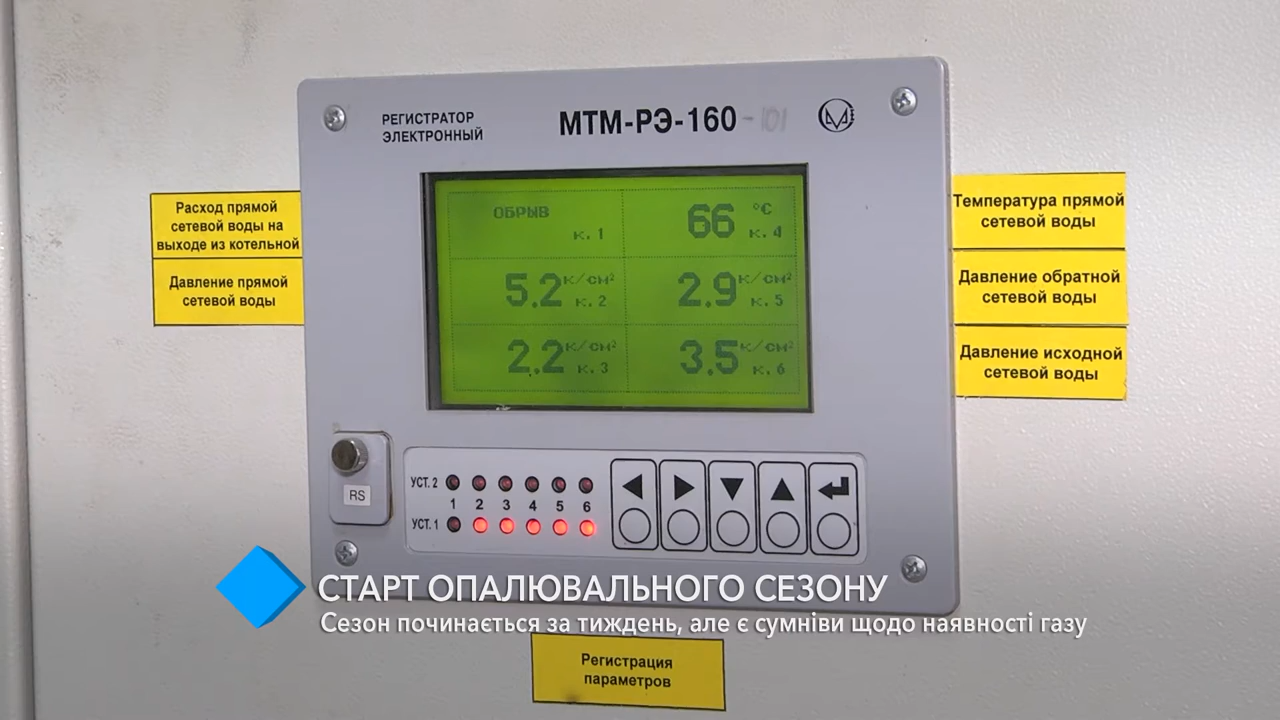 РЕГИСТРАТОР
ЭЛЕКТРОННЫЙ
МТМ-РЭ-160-101
Расход прямой
сетевой воды на
выходе из котельной
Давление прямой
сетевой воды
ОБРЫВ
к. 1
66 °C
к. 4
5.2 к/см²
к. 2
2.9 к/см²
к. 5
2.2 к/см²
к. 3
3.5 к/см²
к. 6
Температура прямой
сетевой воды
Давление обратной
сетевой воды
Давление исходной
сетевой воды
RS
УСТ. 2
1 2 3 4 5 6
УСТ. 1
СТАРТ ОПАЛЮВАЛЬНОГО СЕЗОНУ
Сезон починається за тиждень, але є сумніви щодо наявності газу
Регистрация
параметров